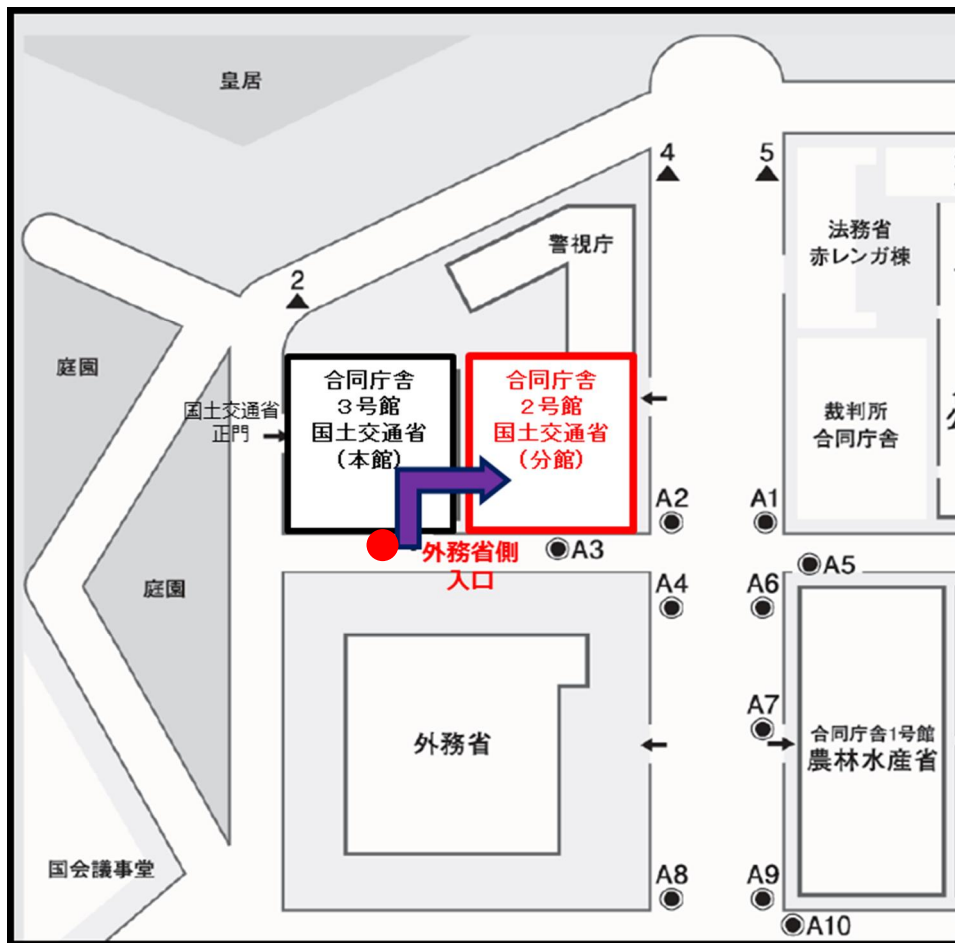 皇居
4
5
法務省
赤レンガ棟
警視庁
2
庭園
合同庁舎
3号館
国土交通省
(本館)
合同庁舎
2号館
国土交通省
(分館)
国土交通省
正門
裁判所
合同庁舎
A2
A1
外務省側
入口
A3
A5
庭園
A4
A6
A7
外務省
合同庁舎1号館
農林水産省
国会議事堂
A8
A9
A10